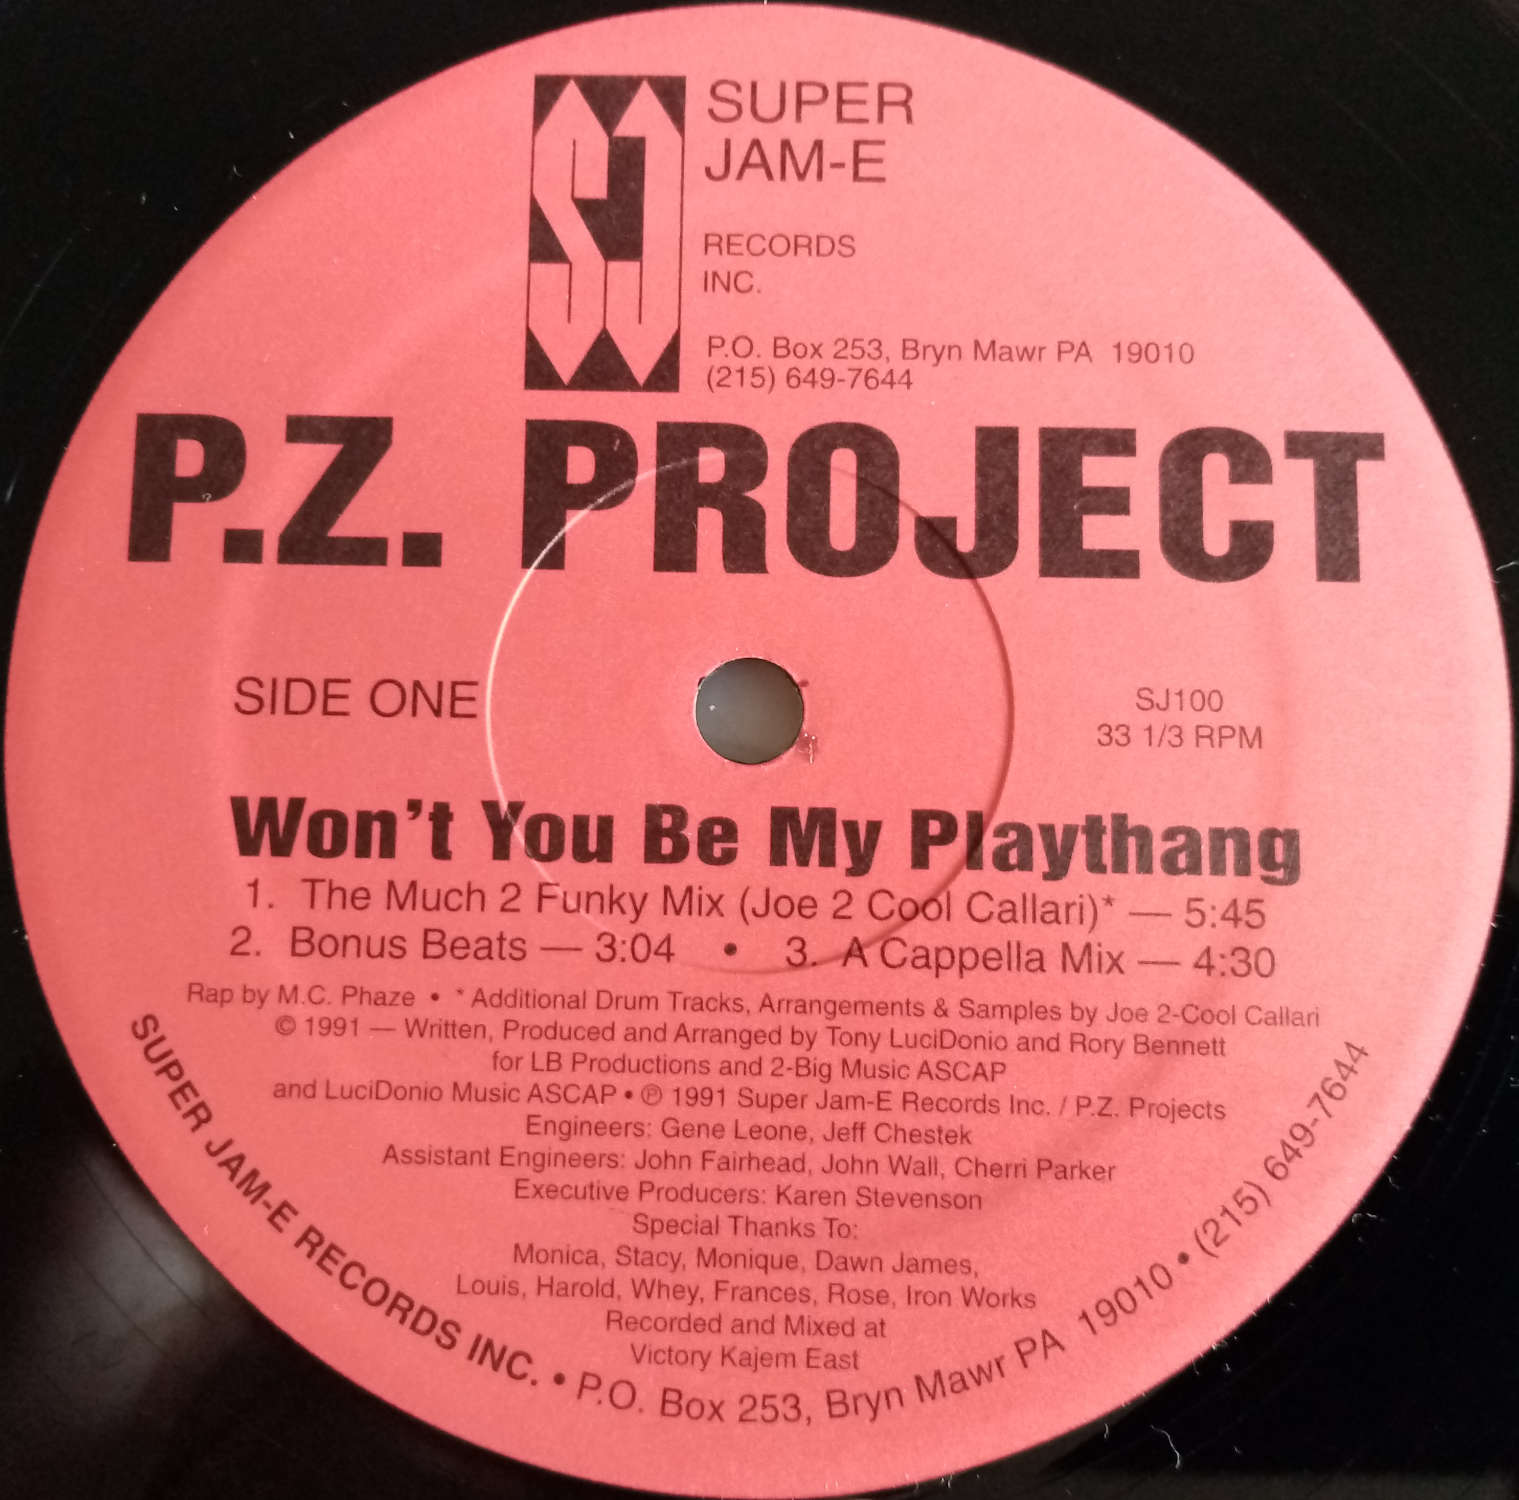 SJ
SUPER
JAM-E
RECORDS
INC.
P.O. Box 253, Bryn Mawr PA 19010
(215) 649-7644
P.Z. PROJECT
SIDE ONE
SJ100
33 1/3 RPM
Won't You Be My Playthang
1. The Much 2 Funky Mix (Joe 2 Cool Callari)* — 5:45
2. Bonus Beats — 3:04 • 3. A Cappella Mix — 4:30
Rap by M.C. Phaze • * Additional Drum Tracks, Arrangements & Samples by Joe 2-Cool Callari
© 1991 — Written, Produced and Arranged by Tony LuciDonio and Rory Bennett
for LB Productions and 2-Big Music ASCAP
and LuciDonio Music ASCAP • ℗ 1991 Super Jam-E Records Inc. / P.Z. Projects
Engineers: Gene Leone, Jeff Chestek
Assistant Engineers: John Fairhead, John Wall, Cherri Parker
Executive Producers: Karen Stevenson
Special Thanks To:
Monica, Stacy, Monique, Dawn James,
Louis, Harold, Whey, Frances, Rose, Iron Works
Recorded and Mixed at
Victory Kajem East
SUPER JAM-E RECORDS INC. • P.O. Box 253, Bryn Mawr PA 19010 • (215) 649-7644